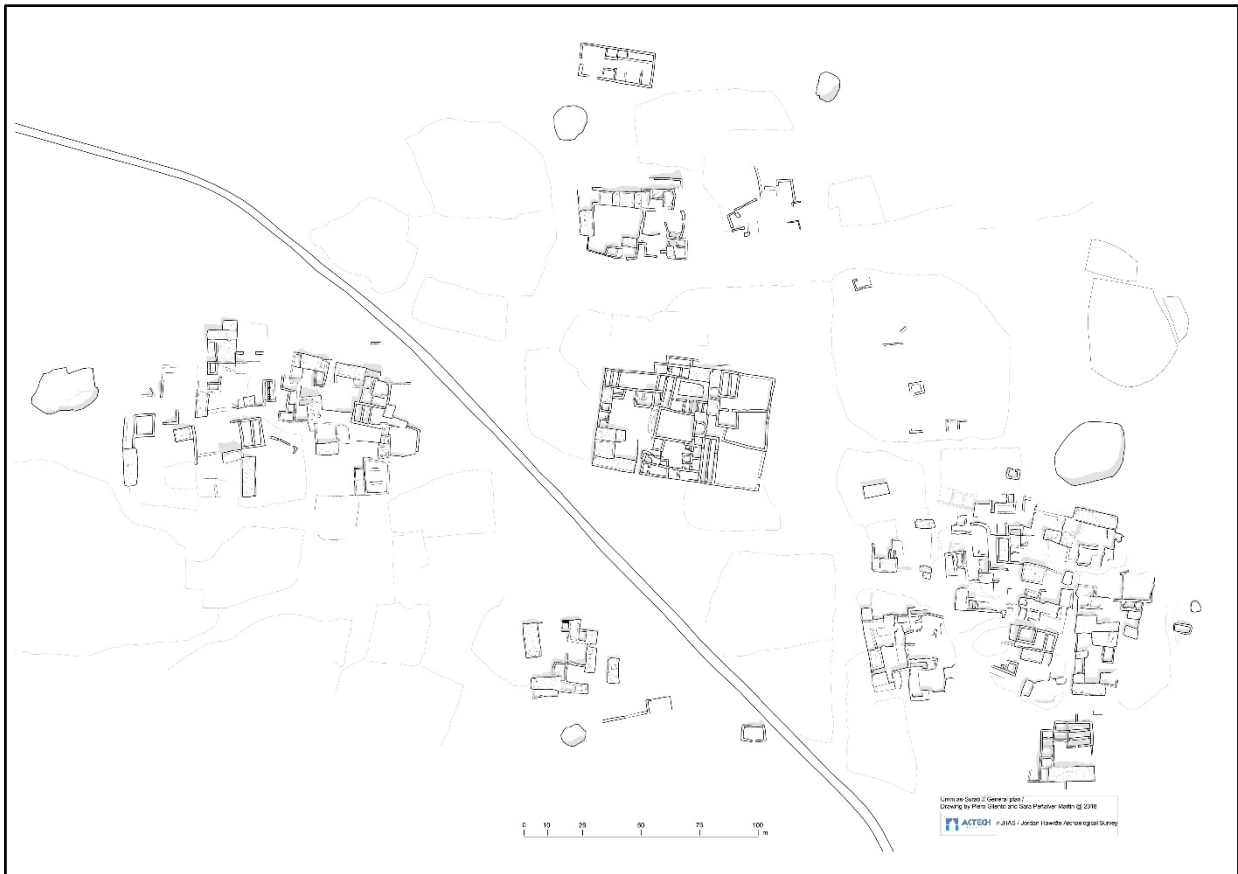 0 10 25 50 75 100
m
Umm as-Surab // General plan /
Drawing by Piero Gilento and Sara Peñalver Martín @ 2018
ACTECH # JHAS / Jordan Hawrān Archaeological Survey